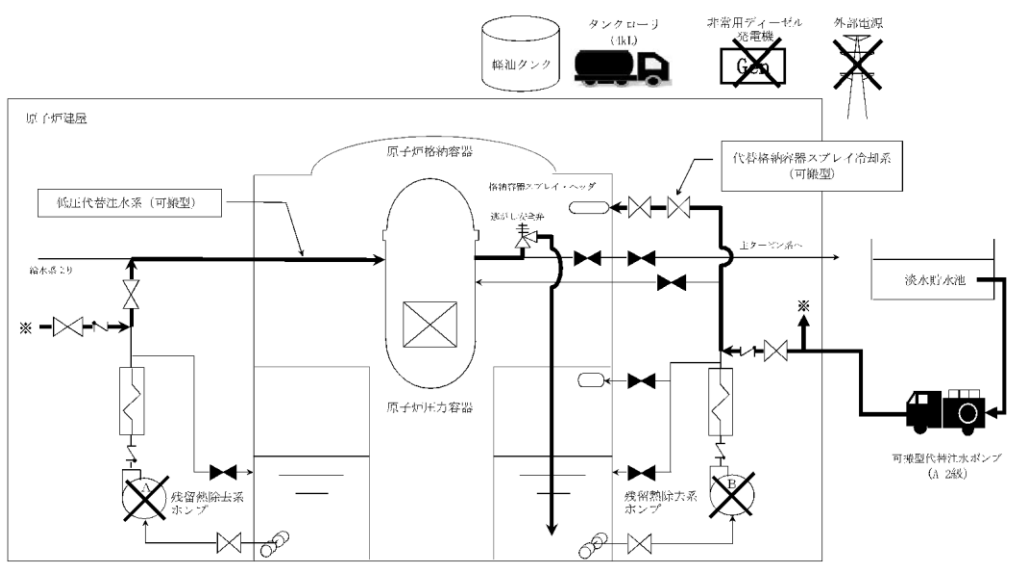 タンクローリ
(4kL)
非常用ディーゼル
発電機
外部電源
軽油タンク
Gen
原子炉建屋
原子炉格納容器
代替格納容器スプレイ冷却系
(可搬型)
格納容器スプレイ・ヘッダ
低圧代替注水系(可搬型)
逃がし安全弁
主タービン系へ
給水系より
淡水貯水池
※
※
原子炉圧力容器
可搬型代替注水ポンプ
(A-2級)
A
残留熱除去系
ポンプ
残留熱除去系
ポンプ
B